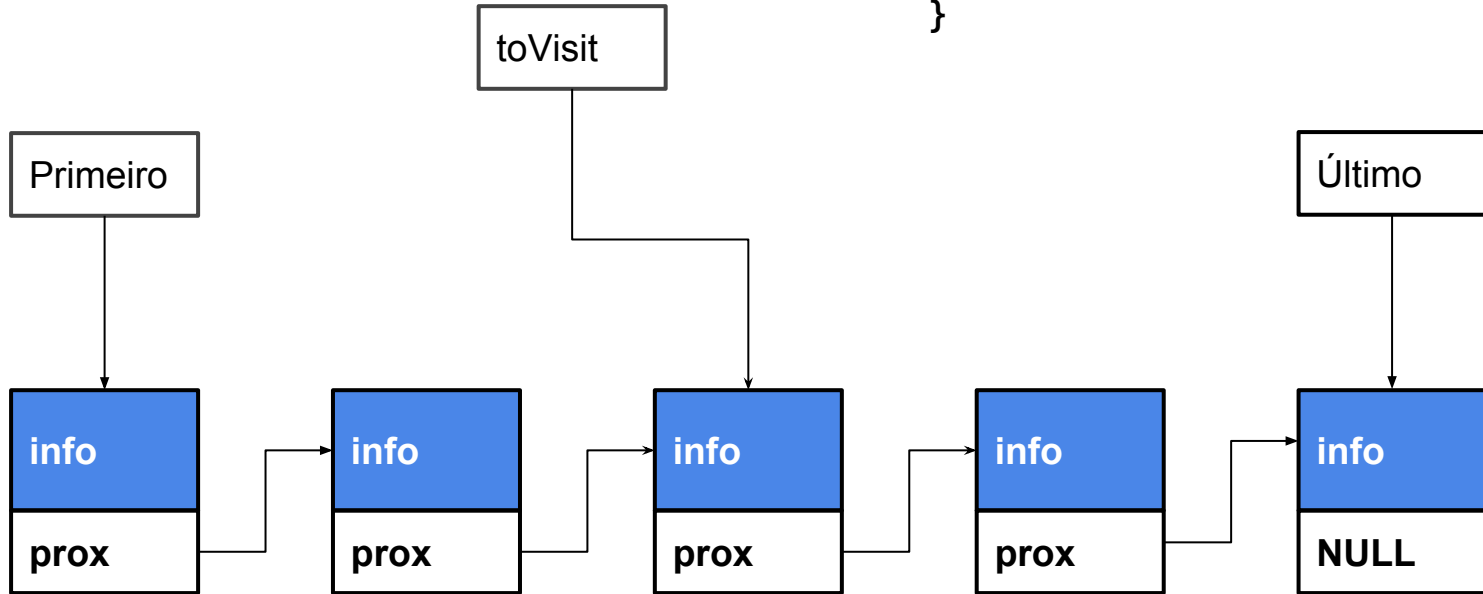 }
toVisit
Primeiro
Último
info
info
info
info
info
prox
prox
prox
prox
NULL